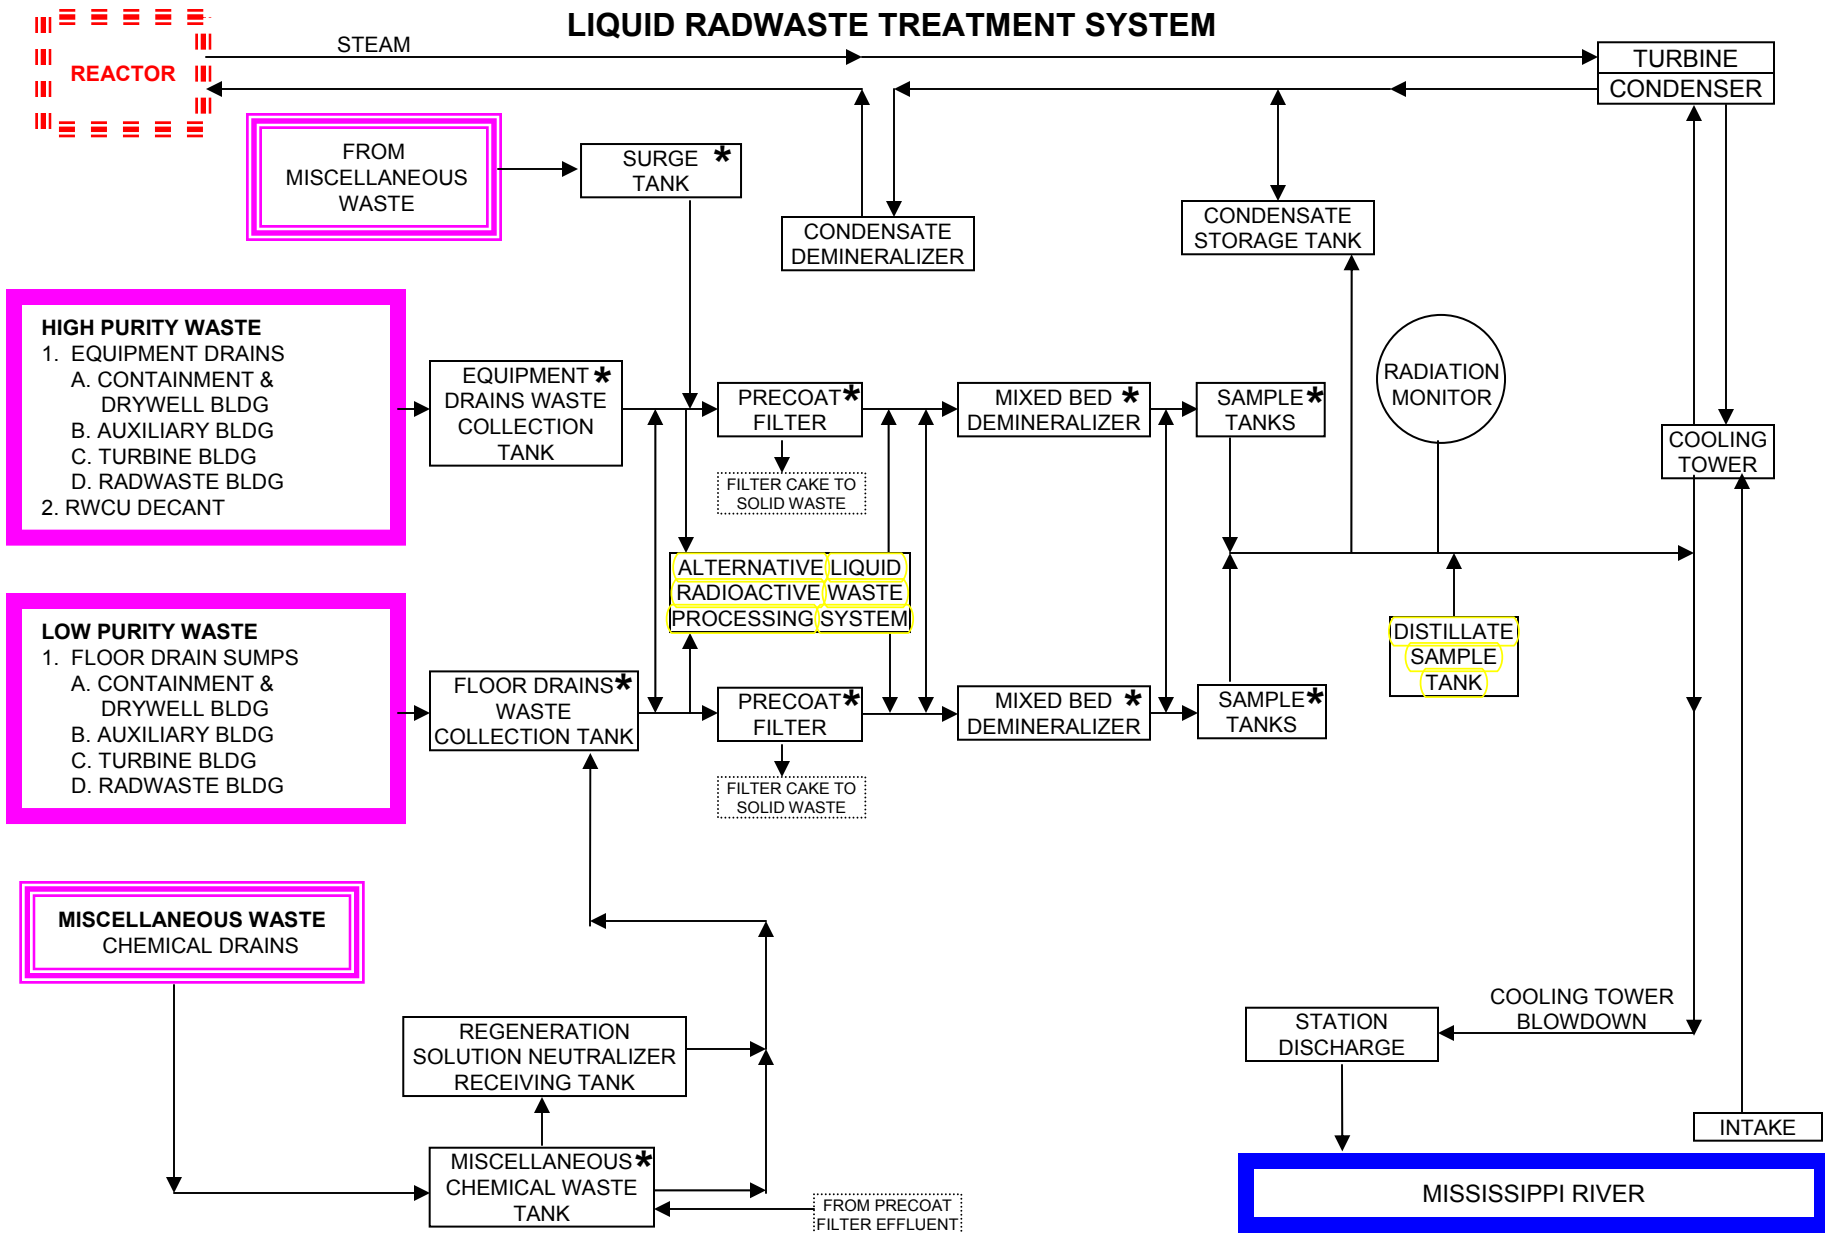 LIQUID RADWASTE TREATMENT SYSTEM
STEAM
REACTOR
TURBINE
CONDENSER
FROM
MISCELLANEOUS
WASTE
SURGE *
TANK
CONDENSATE
DEMINERALIZER
CONDENSATE
STORAGE TANK
HIGH PURITY WASTE
1. EQUIPMENT DRAINS
A. CONTAINMENT &
DRYWELL BLDG
B. AUXILIARY BLDG
C. TURBINE BLDG
D. RADWASTE BLDG
2. RWCU DECANT
EQUIPMENT *
DRAINS WASTE
COLLECTION
TANK
PRECOAT *
FILTER
FILTER CAKE TO
SOLID WASTE
MIXED BED *
DEMINERALIZER
SAMPLE *
TANKS
RADIATION
MONITOR
COOLING
TOWER
ALTERNATIVE LIQUID
RADIOACTIVE WASTE
PROCESSING SYSTEM
DISTILLATE
SAMPLE
TANK
LOW PURITY WASTE
1. FLOOR DRAIN SUMPS
A. CONTAINMENT &
DRYWELL BLDG
B. AUXILIARY BLDG
C. TURBINE BLDG
D. RADWASTE BLDG
FLOOR DRAINS *
WASTE
COLLECTION TANK
PRECOAT *
FILTER
FILTER CAKE TO
SOLID WASTE
MIXED BED *
DEMINERALIZER
SAMPLE *
TANKS
MISCELLANEOUS WASTE
CHEMICAL DRAINS
REGENERATION
SOLUTION NEUTRALIZER
RECEIVING TANK
MISCELLANEOUS *
CHEMICAL WASTE
TANK
FROM PRECOAT
FILTER EFFLUENT
COOLING TOWER
BLOWDOWN
STATION
DISCHARGE
INTAKE
MISSISSIPPI RIVER